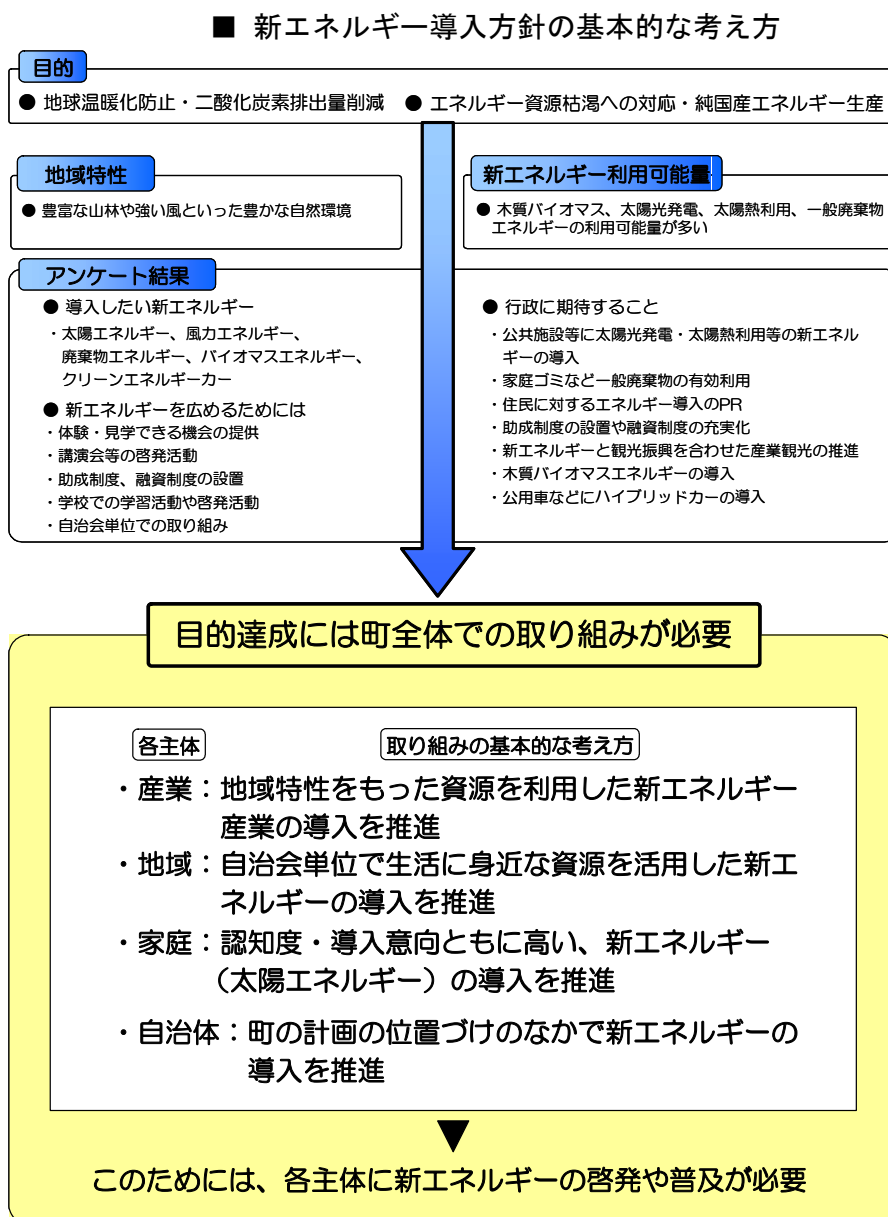 ■ 新エネルギー導入方針の基本的な考え方
目的
● 地球温暖化防止・二酸化炭素排出量削減 ● エネルギー資源枯渇への対応・純国産エネルギー生産
地域特性
● 豊富な山林や強い風といった豊かな自然環境
新エネルギー利用可能量
● 木質バイオマス、太陽光発電、太陽熱利用、一般廃棄物
エネルギーの利用可能量が多い
アンケート結果
● 導入したい新エネルギー
・太陽エネルギー、風力エネルギー、
廃棄物エネルギー、バイオマスエネルギー、
クリーンエネルギーカー
● 新エネルギーを広めるためには
・体験・見学できる機会の提供
・講演会等の啓発活動
・助成制度、融資制度の設置
・学校での学習活動や啓発活動
・自治会単位での取り組み
● 行政に期待すること
・公共施設等に太陽光発電・太陽熱利用等の新エネル
ギーの導入
・家庭ゴミなど一般廃棄物の有効利用
・住民に対するエネルギー導入のPR
・助成制度の設置や融資制度の充実化
・新エネルギーと観光振興を合わせた産業観光の推進
・木質バイオマスエネルギーの導入
・公用車などにハイブリッドカーの導入
目的達成には町全体での取り組みが必要
各主体 取り組みの基本的な考え方
・産業：地域特性をもった資源を利用した新エネルギー
産業の導入を推進
・地域：自治会単位で生活に身近な資源を活用した新エ
ネルギーの導入を推進
・家庭：認知度・導入意向ともに高い、新エネルギー
（太陽エネルギー）の導入を推進
・自治体：町の計画の位置づけのなかで新エネルギーの
導入を推進
▼
このためには、各主体に新エネルギーの啓発や普及が必要